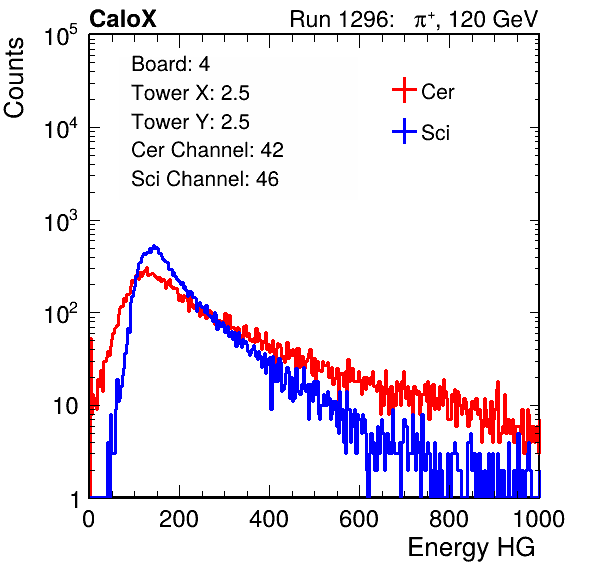 CaloX Run 1296: π⁺, 120 GeV
Counts
10⁵
10⁴
10³
10²
10
1
Board: 4
Tower X: 2.5
Tower Y: 2.5
Cer Channel: 42
Sci Channel: 46
Cer
Sci
0 200 400 600 800 1000
Energy HG